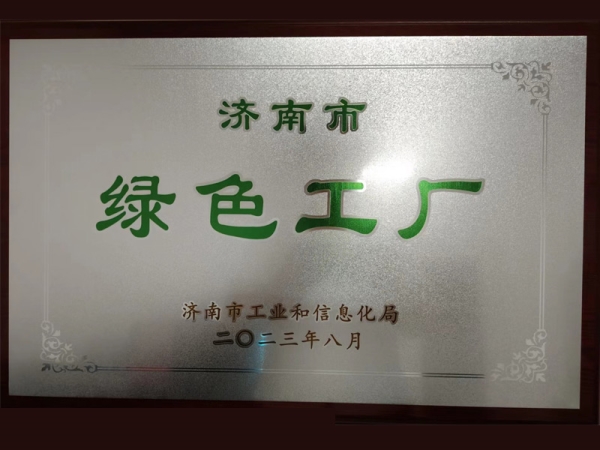 济南市
绿色工厂
济南市工业和信息化局
二〇二三年八月